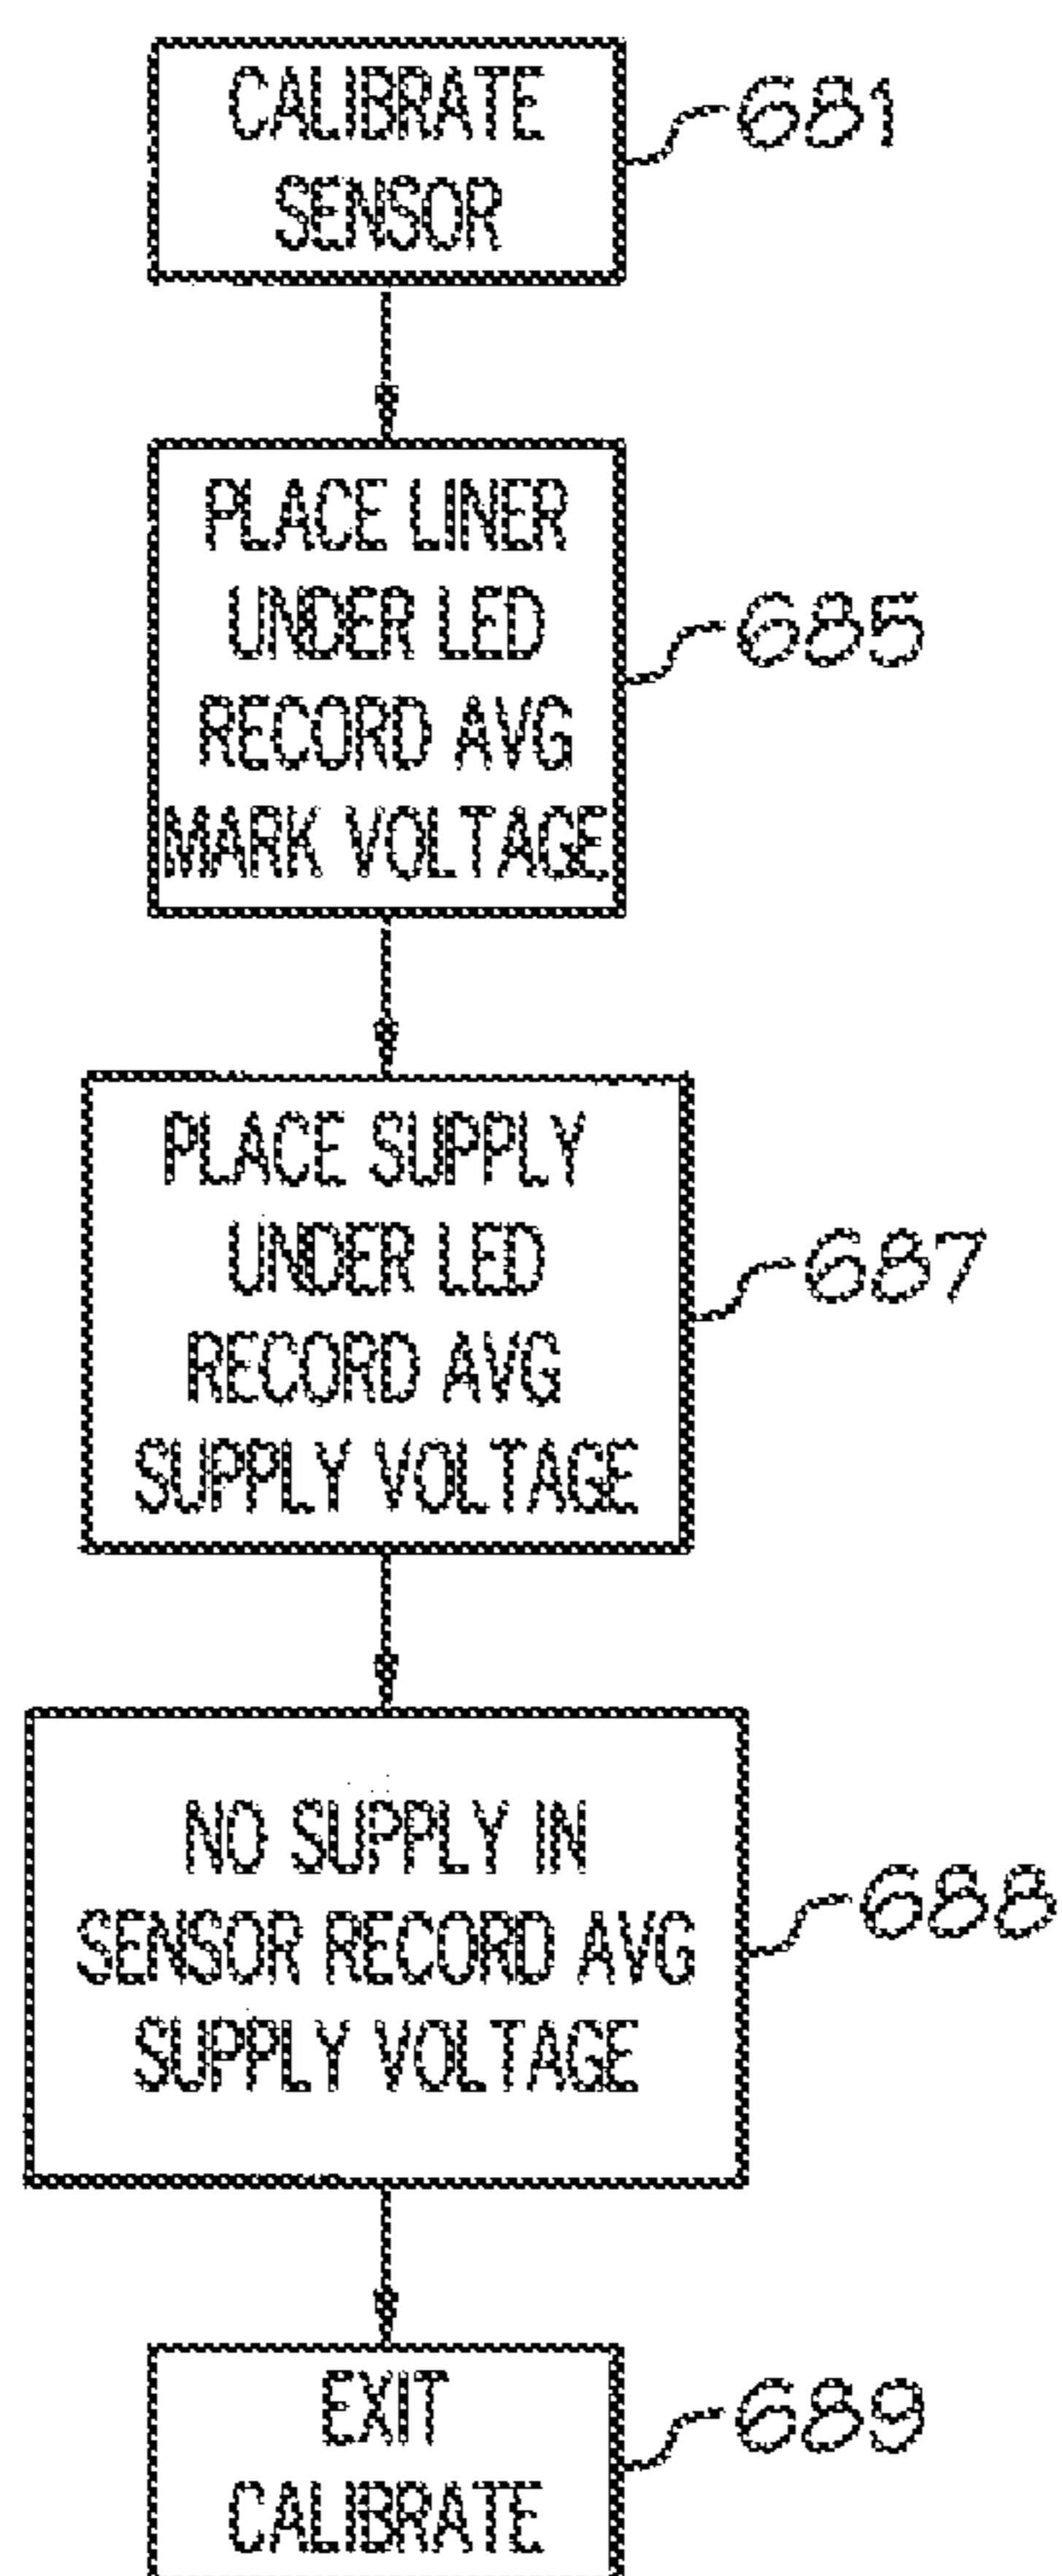 CALIBRATE
SENSOR
681
PLACE LINER
UNDER LED
RECORD AVG
MARK VOLTAGE
685
PLACE SUPPLY
UNDER LED
RECORD AVG
SUPPLY VOLTAGE
687
NO SUPPLY IN
SENSOR RECORD AVG
SUPPLY VOLTAGE
688
EXIT
CALIBRATE
689